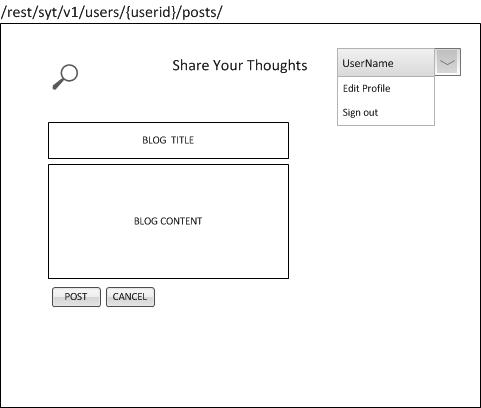 /rest/syt/v1/users/{userid}/posts/
Share Your Thoughts
UserName
Edit Profile
Sign out
BLOG TITLE
BLOG CONTENT
POST
CANCEL